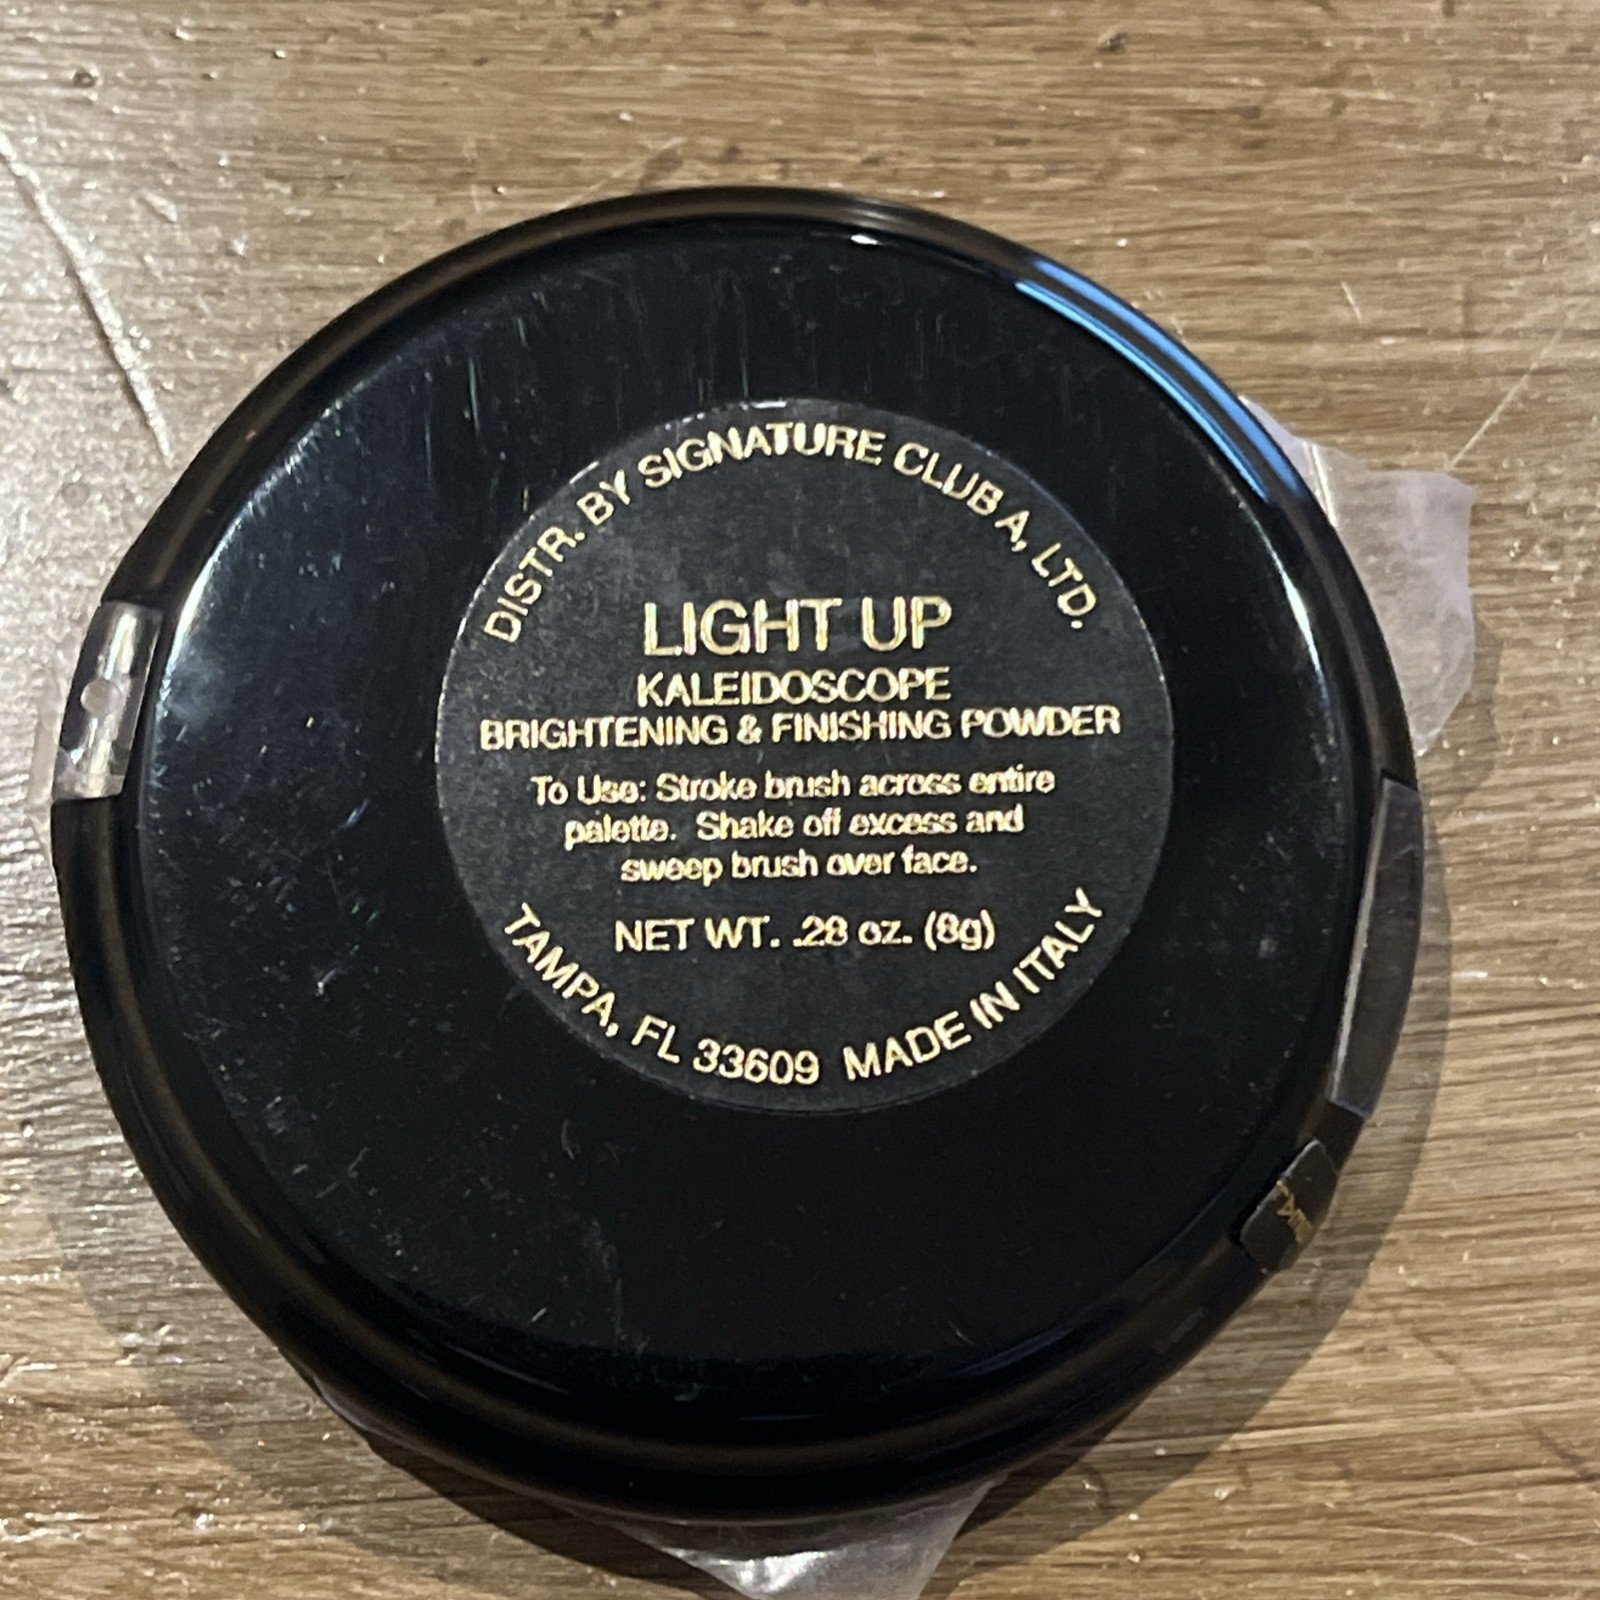 DISTR. BY SIGNATURE CLUB A, LTD.
LIGHT UP
KALEIDOSCOPE
BRIGHTENING & FINISHING POWDER
To Use: Stroke brush across entire
palette. Shake off excess and
sweep brush over face.
NET WT. .28 oz. (8g)
TAMPA, FL 33609 MADE IN ITALY